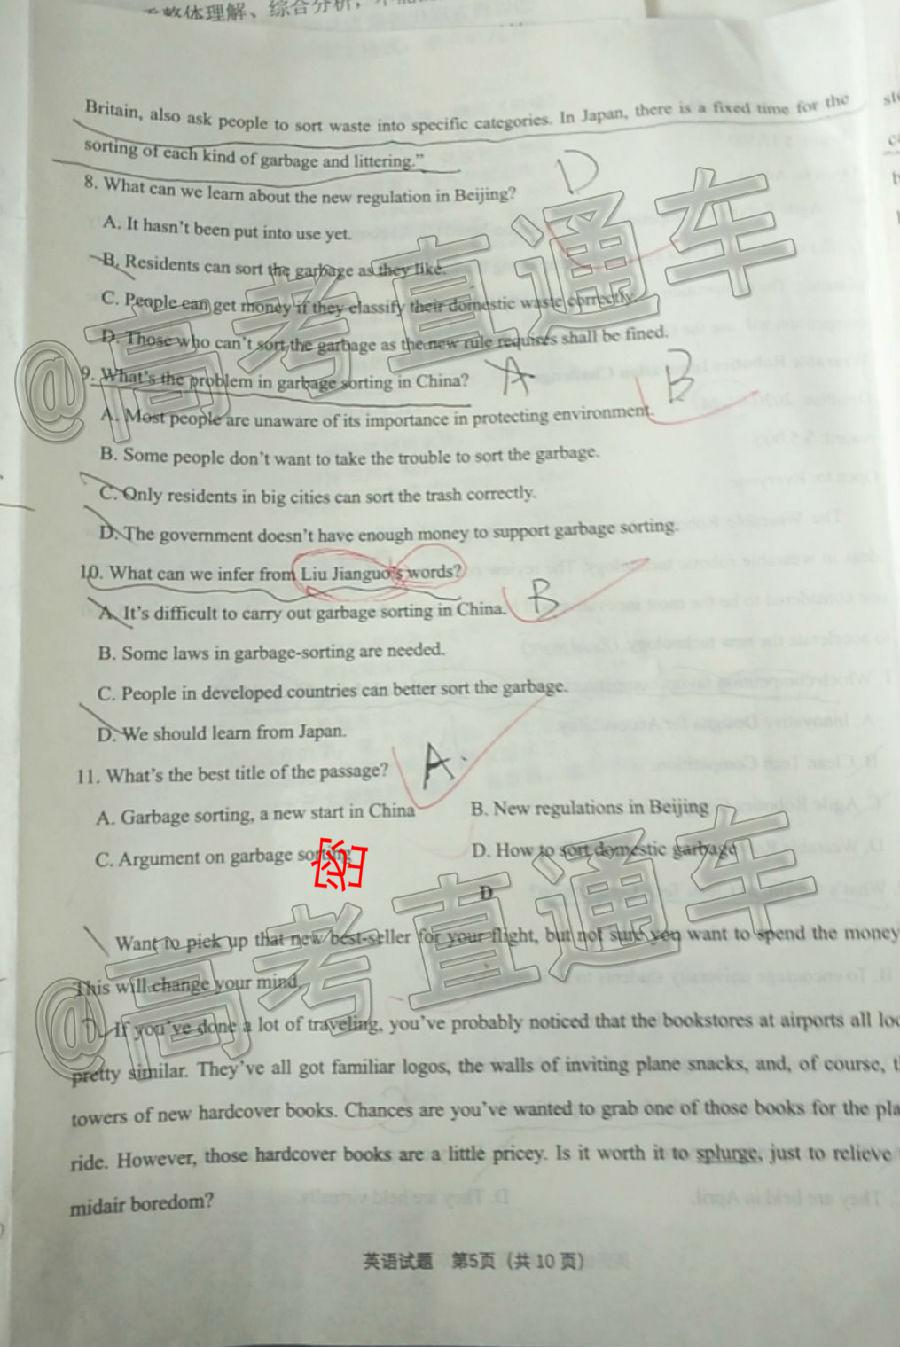 Britain, also ask people to sort waste into specific categories. In Japan, there is a fixed time for the
sorting of each kind of garbage and littering."
8. What can we learn about the new regulation in Beijing?
D
A. It hasn't been put into use yet.
B. Residents can sort the garbage as they like.
C. People can get money if they classify their domestic waste correctly.
D. Those who can't sort the garbage as the new rule requires shall be fined.
@高考直通车
9. What's the problem in garbage sorting in China?
A B
A. Most people are unaware of its importance in protecting environment.
B. Some people don't want to take the trouble to sort the garbage.
C. Only residents in big cities can sort the trash correctly.
D. The government doesn't have enough money to support garbage sorting.
10. What can we infer from Liu Jianguo's words?
B
A. It's difficult to carry out garbage sorting in China.
B. Some laws in garbage-sorting are needed.
C. People in developed countries can better sort the garbage.
D. We should learn from Japan.
11. What's the best title of the passage?
A.
A. Garbage sorting, a new start in China B. New regulations in Beijing
C. Argument on garbage sorting D. How to sort domestic garbage
密
D
Want to pick up that new best-seller for your flight, but not sure you want to spend the money
This will change your mind.
@高考直通车
If you've done a lot of traveling, you've probably noticed that the bookstores at airports all
pretty similar. They've all got familiar logos, the walls of inviting plane snacks, and, of course,
towers of new hardcover books. Chances are you've wanted to grab one of those books for the
ride. However, those hardcover books are a little pricey. Is it worth it to splurge, just to relieve
midair boredom?
英语试题 第5页（共 10 页）